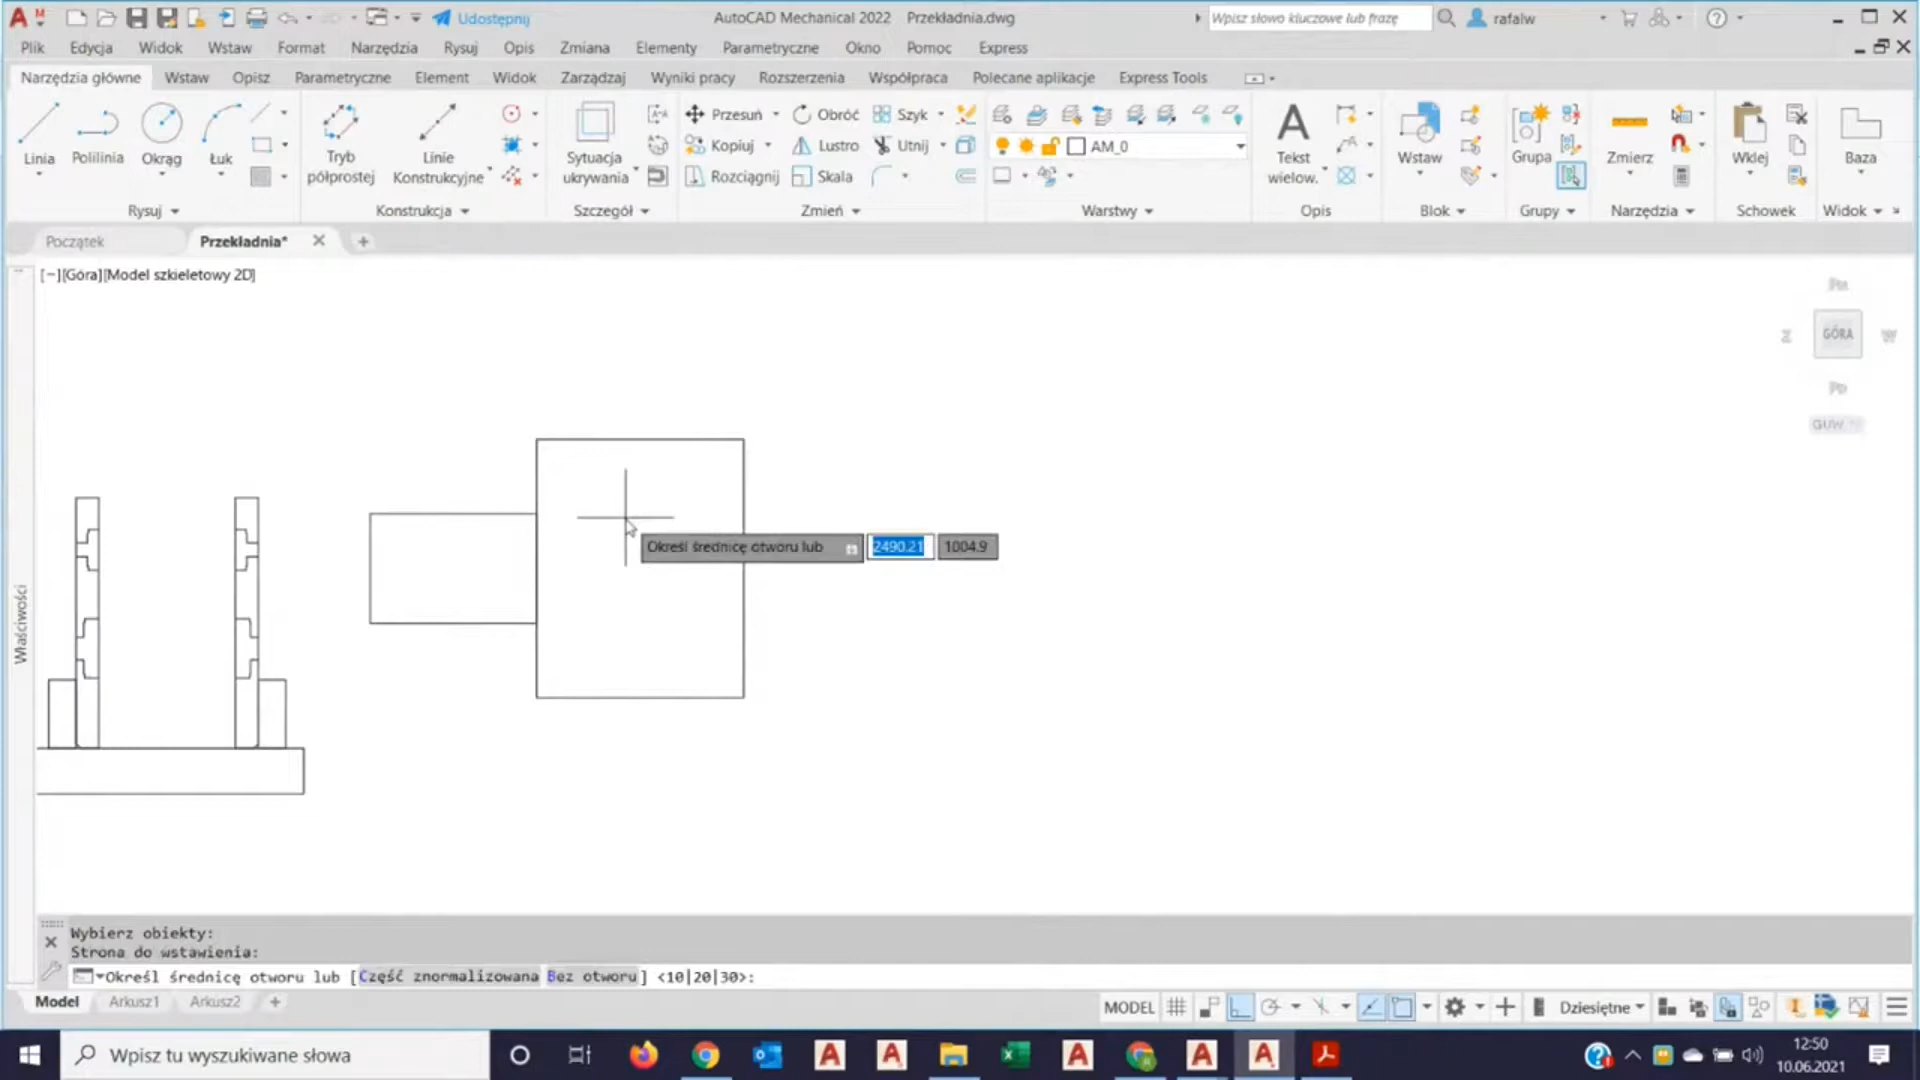 Udostępnij
AutoCAD Mechanical 2022 Przekładnia.dwg
Wpisz słowo kluczowe lub frazę
rafalw
Plik Edycja Widok Wstaw Format Narzędzia Rysuj Opis Zmiana Elementy Parametryczne Okno Pomoc Express
Narzędzia główne Wstaw Opisz Parametryczne Element Widok Zarządzaj Wyniki pracy Rozszerzenia Współpraca Polecane aplikacje Express Tools
Przesuń Obróć Szyk
Kopiuj Lustro Utnij
Rozciągnij Skala
AM_0
Linia Polilinia Okrąg Łuk
Tryb półprostej
Linie Konstrukcyjne
Sytuacja ukrywania
Tekst wielow.
Wstaw Grupa Zmierz Wklej Baza
Rysuj Konstrukcja Szczegół Zmień Warstwy Opis Blok Grupy Narzędzia Schowek Widok
Początek Przekładnia*
[−][Góra][Model szkieletowy 2D]
GÓRA
Z W
Właściwości
Określ średnicę otworu lub 2490.21 1004.9
Wybierz obiekty:
Strona do wstawienia:
Określ średnicę otworu lub [Część znormalizowana Bez otworu] <10|20|30>:
Model Arkusz1 Arkusz2 +
MODEL
Dziesiętne
Wpisz tu wyszukiwane słowa
12:50
10.06.2021